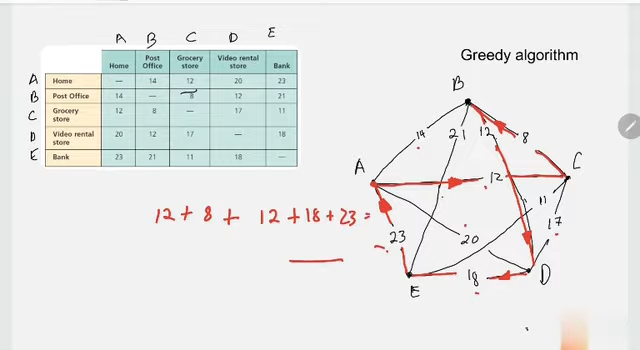 Greedy algorithm
A B C D E
Home Post Office Grocery store Video rental store Bank
A Home — 14 12 20 23
B Post Office 14 — 8 12 21
C Grocery store 12 8 — 17 11
D Video rental store 20 12 17 — 18
E Bank 23 21 11 18 —
B
14 21 12 8
A C
12
11
17
12 + 8 + 12 + 18 + 23 =
23 20
E 18 D